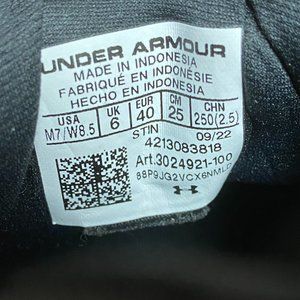 UNDER ARMOUR
MADE IN INDONESIA
FABRIQUÉ EN INDONÉSIE
HECHO EN INDONESIA
USA UK EUR CM CHN
M7/W8.5 6 40 25 250(2.5)
STIN 09/22
4213083818
Art.3024921-100